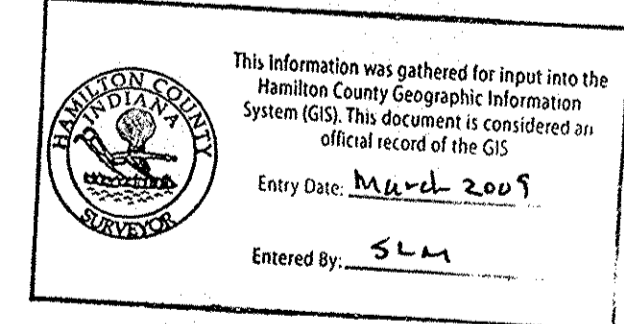 HAMILTON COUNTY
INDIANA
SURVEYOR
This information was gathered for input into the
Hamilton County Geographic Information
System (GIS). This document is considered an
official record of the GIS
Entry Date: March 2009
Entered By: SLM